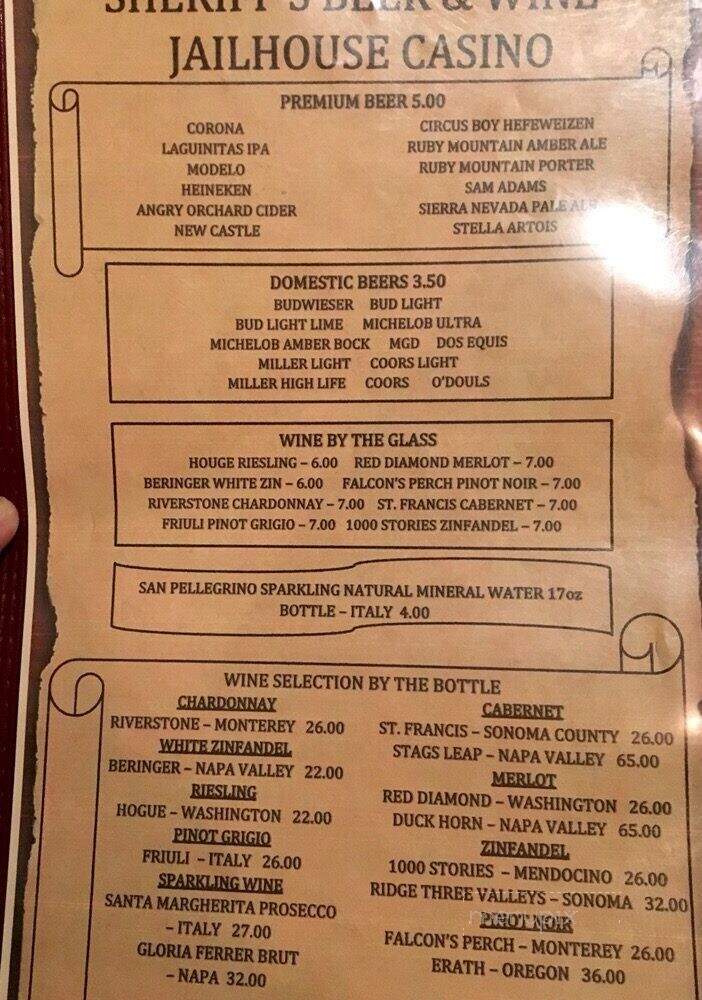 SHERIFF'S BEER & WINE
JAILHOUSE CASINO
PREMIUM BEER 5.00
CORONA
LAGUINITAS IPA
MODELO
HEINEKEN
ANGRY ORCHARD CIDER
NEW CASTLE
CIRCUS BOY HEFEWEIZEN
RUBY MOUNTAIN AMBER ALE
RUBY MOUNTAIN PORTER
SAM ADAMS
SIERRA NEVADA PALE ALE
STELLA ARTOIS
DOMESTIC BEERS 3.50
BUDWIESER BUD LIGHT
BUD LIGHT LIME MICHELOB ULTRA
MICHELOB AMBER BOCK MGD DOS EQUIS
MILLER LIGHT COORS LIGHT
MILLER HIGH LIFE COORS O'DOULS
WINE BY THE GLASS
HOUGE RIESLING – 6.00 RED DIAMOND MERLOT – 7.00
BERINGER WHITE ZIN – 6.00 FALCON'S PERCH PINOT NOIR – 7.00
RIVERSTONE CHARDONNAY – 7.00 ST. FRANCIS CABERNET – 7.00
FRIULI PINOT GRIGIO – 7.00 1000 STORIES ZINFANDEL – 7.00
SAN PELLEGRINO SPARKLING NATURAL MINERAL WATER 17oz
BOTTLE – ITALY 4.00
WINE SELECTION BY THE BOTTLE
CHARDONNAY
RIVERSTONE – MONTEREY 26.00
WHITE ZINFANDEL
BERINGER – NAPA VALLEY 22.00
RIESLING
HOGUE – WASHINGTON 22.00
PINOT GRIGIO
FRIULI – ITALY 26.00
SPARKLING WINE
SANTA MARGHERITA PROSECCO
– ITALY 27.00
GLORIA FERRER BRUT
– NAPA 32.00
CABERNET
ST. FRANCIS – SONOMA COUNTY 26.00
STAGS LEAP – NAPA VALLEY 65.00
MERLOT
RED DIAMOND – WASHINGTON 26.00
DUCK HORN – NAPA VALLEY 65.00
ZINFANDEL
1000 STORIES – MENDOCINO 26.00
RIDGE THREE VALLEYS – SONOMA 32.00
PINOT NOIR
FALCON'S PERCH – MONTEREY 26.00
ERATH – OREGON 36.00